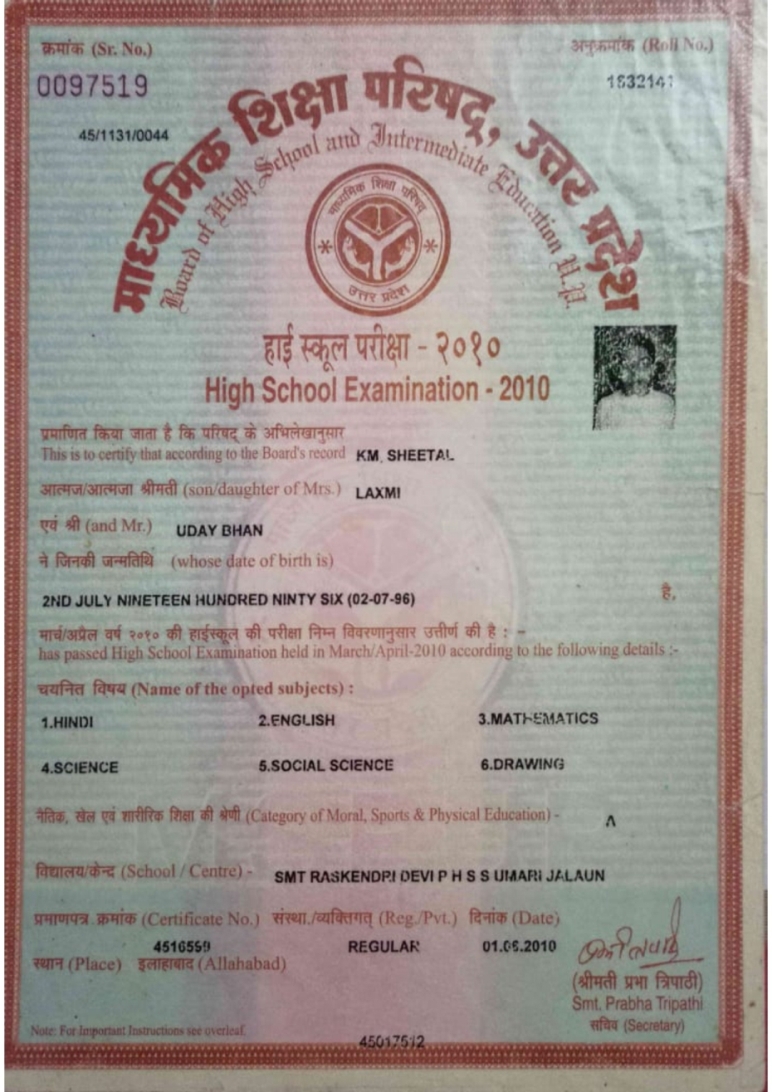 क्रमांक (Sr. No.)
अनुक्रमांक (Roll No.)
0097519
1632141
45/1131/0044
माध्यमिक शिक्षा परिषद्, उत्तर प्रदेश
Board of High School and Intermediate Education U.P.
माध्यमिक शिक्षा परिषद्
उत्तर प्रदेश
हाई स्कूल परीक्षा - २०१०
High School Examination - 2010
प्रमाणित किया जाता है कि परिषद् के अभिलेखानुसार
This is to certify that according to the Board's record KM. SHEETAL
आत्मज/आत्मजा श्रीमती (son/daughter of Mrs.) LAXMI
एवं श्री (and Mr.) UDAY BHAN
ने जिनकी जन्मतिथि (whose date of birth is)
2ND JULY NINETEEN HUNDRED NINTY SIX (02-07-96) है,
मार्च/अप्रैल वर्ष २०१० की हाईस्कूल की परीक्षा निम्न विवरणानुसार उत्तीर्ण की है : -
has passed High School Examination held in March/April-2010 according to the following details :-
चयनित विषय (Name of the opted subjects) :
1.HINDI 2.ENGLISH 3.MATHEMATICS
4.SCIENCE 5.SOCIAL SCIENCE 6.DRAWING
नैतिक, खेल एवं शारीरिक शिक्षा की श्रेणी (Category of Moral, Sports & Physical Education) - A
विद्यालय/केन्द्र (School / Centre) - SMT RASKENDRI DEVI P H S S UMARI JALAUN
प्रमाणपत्र क्रमांक (Certificate No.) संस्था./व्यक्तिगत् (Reg./Pvt.) दिनांक (Date)
REGULAR
स्थान (Place) इलाहाबाद (Allahabad)
(श्रीमती प्रभा त्रिपाठी)
Smt. Prabha Tripathi
सचिव (Secretary)
Note: For Important Instructions see overleaf.
45017512